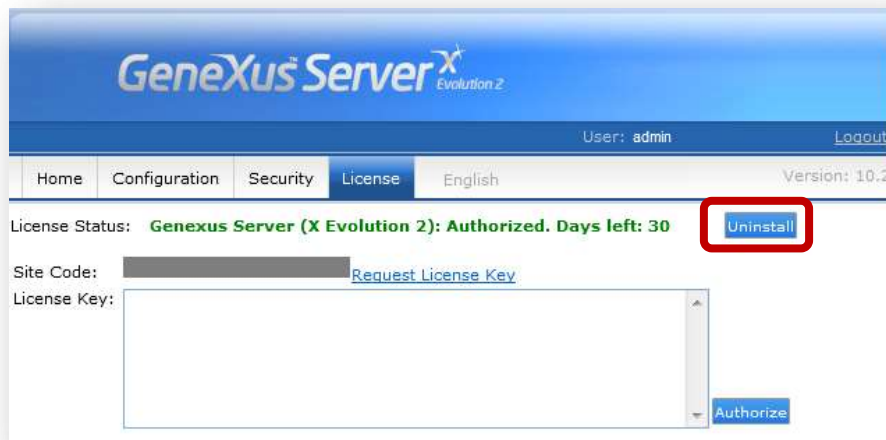 GeneXus™ Server X
Evolution 2
User: admin Logout
Home Configuration Security License English Version: 10.2
License Status: Genexus Server (X Evolution 2): Authorized. Days left: 30 Uninstall
Site Code: Request License Key
License Key:
Authorize